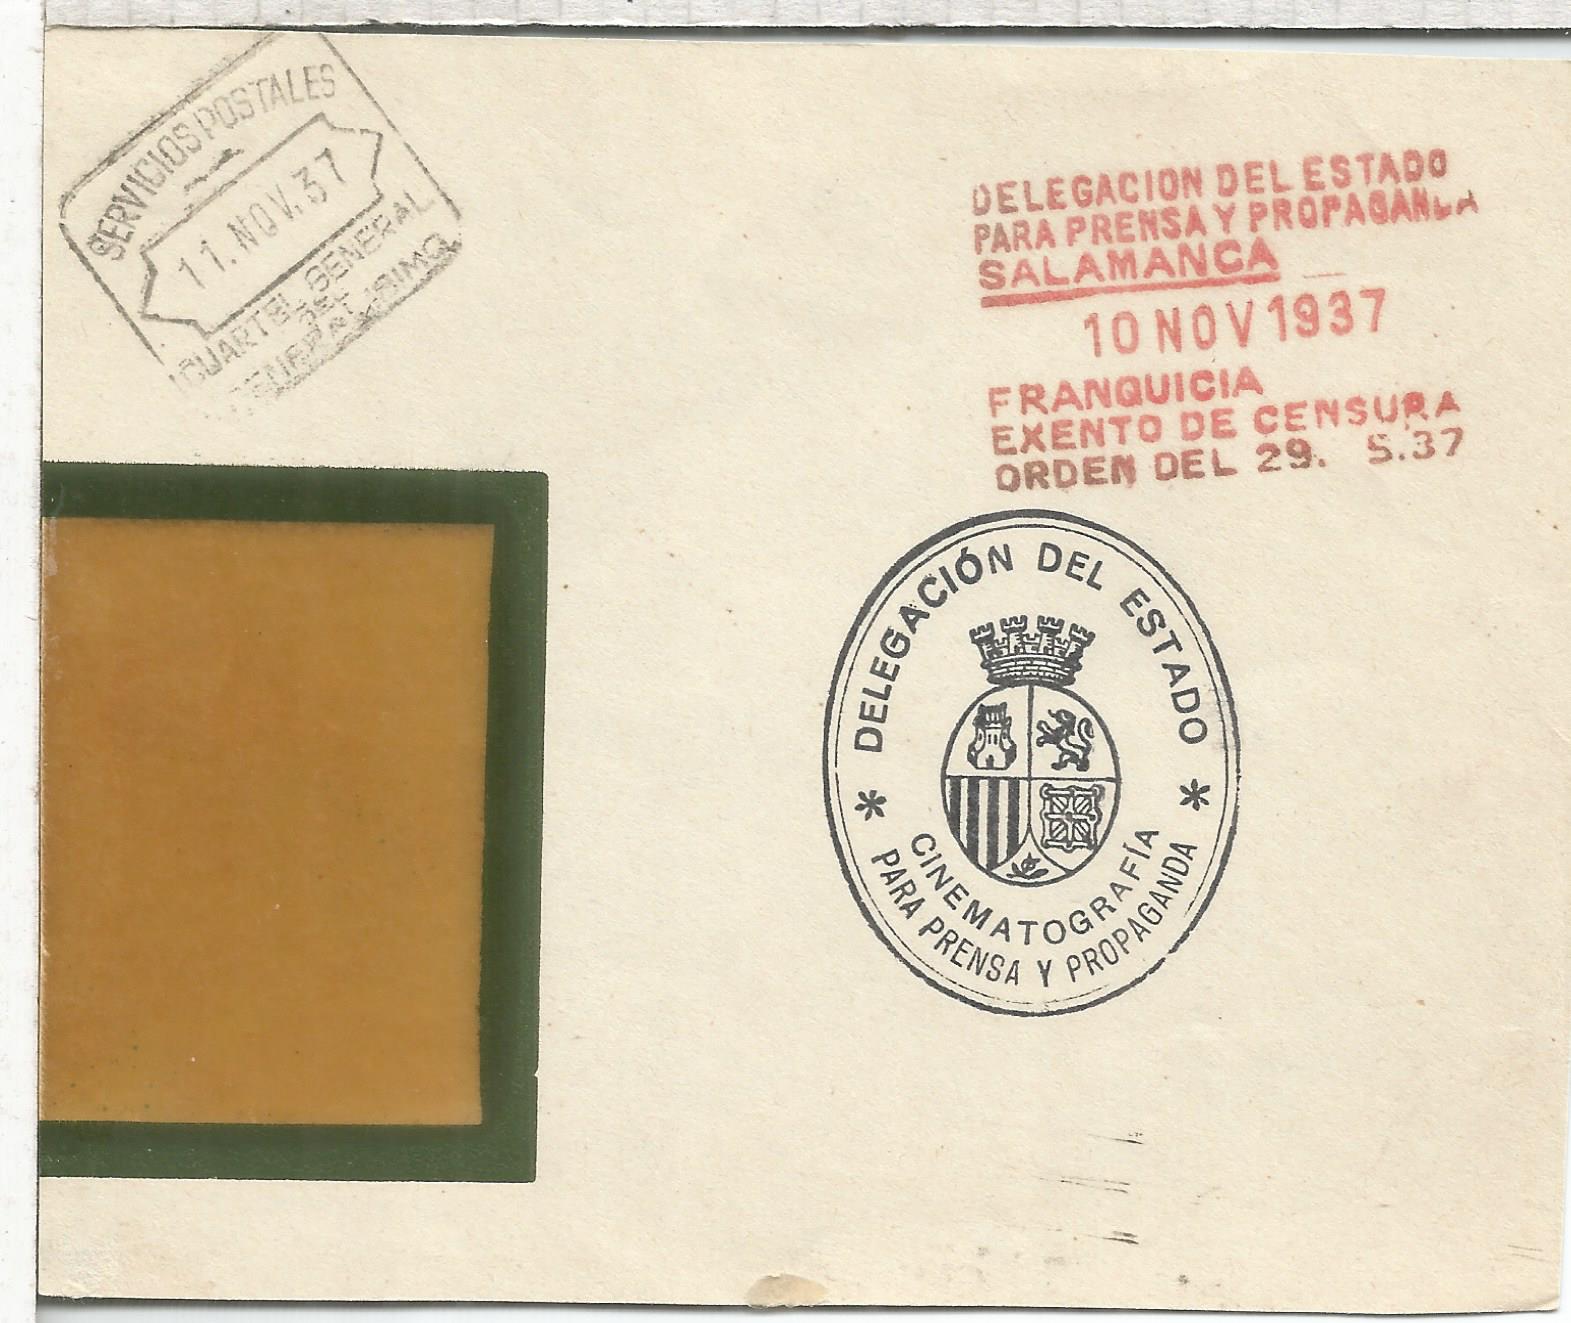 SERVICIOS POSTALES
11.NOV.37
CUARTEL GENERAL
DEL
GENERALISIMO
DELEGACION DEL ESTADO
PARA PRENSA Y PROPAGANDA
SALAMANCA
10 NOV 1937
FRANQUICIA
EXENTO DE CENSURA
ORDEN DEL 29. 5.37
DELEGACIÓN DEL ESTADO
CINEMATOGRAFÍA
* PARA PRENSA Y PROPAGANDA *